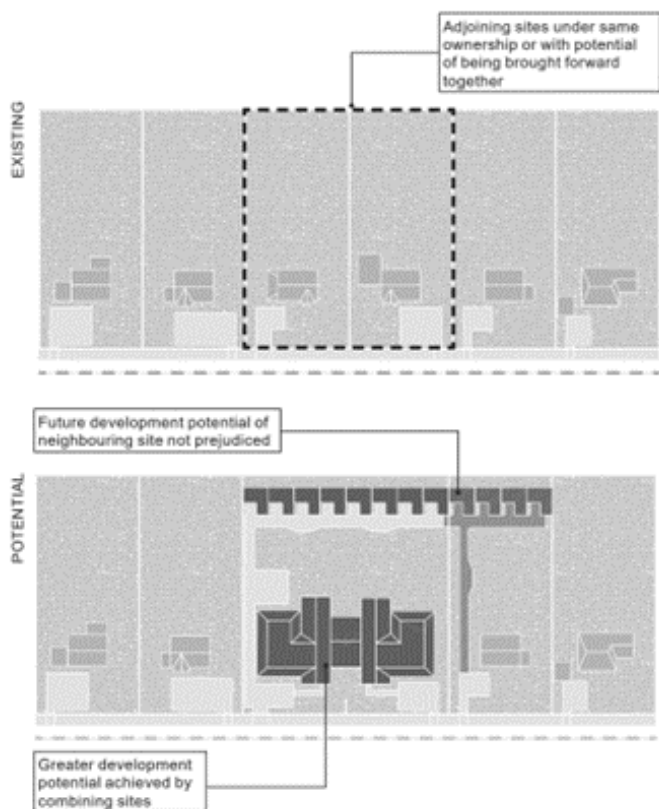 Adjoining sites under same
ownership or with potential
of being brought forward
together
EXISTING
Future development potential of
neighbouring site not prejudiced
POTENTIAL
Greater development
potential achieved by
combining sites